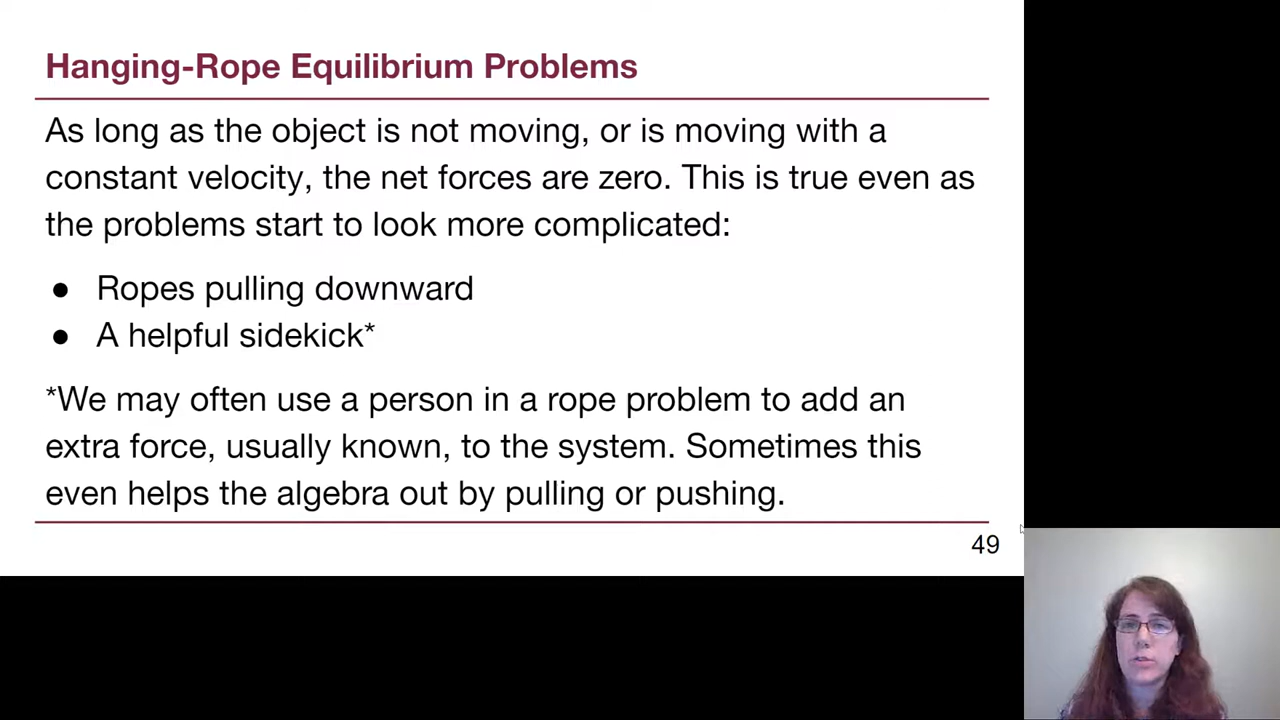 Hanging-Rope Equilibrium Problems
As long as the object is not moving, or is moving with a
constant velocity, the net forces are zero. This is true even as
the problems start to look more complicated:
● Ropes pulling downward
● A helpful sidekick*
*We may often use a person in a rope problem to add an
extra force, usually known, to the system. Sometimes this
even helps the algebra out by pulling or pushing.
49